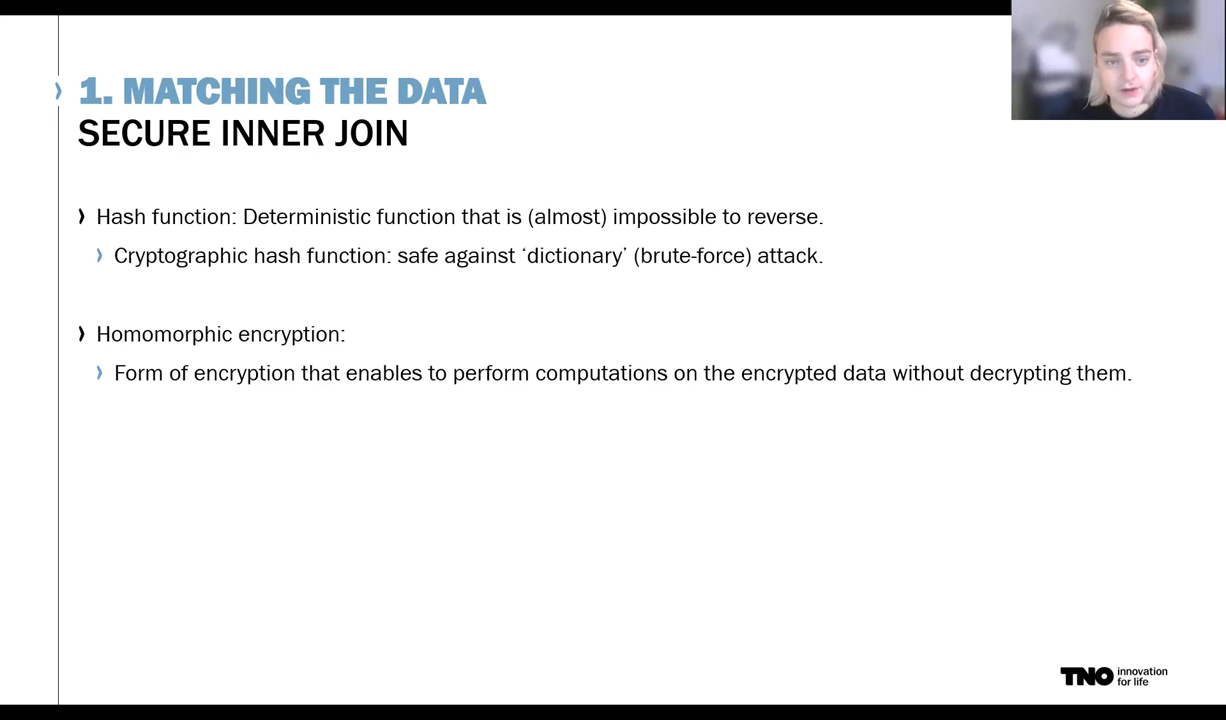 1. MATCHING THE DATA
SECURE INNER JOIN
Hash function: Deterministic function that is (almost) impossible to reverse.
Cryptographic hash function: safe against ‘dictionary’ (brute-force) attack.
Homomorphic encryption:
Form of encryption that enables to perform computations on the encrypted data without decrypting them.
TNO innovation
for life